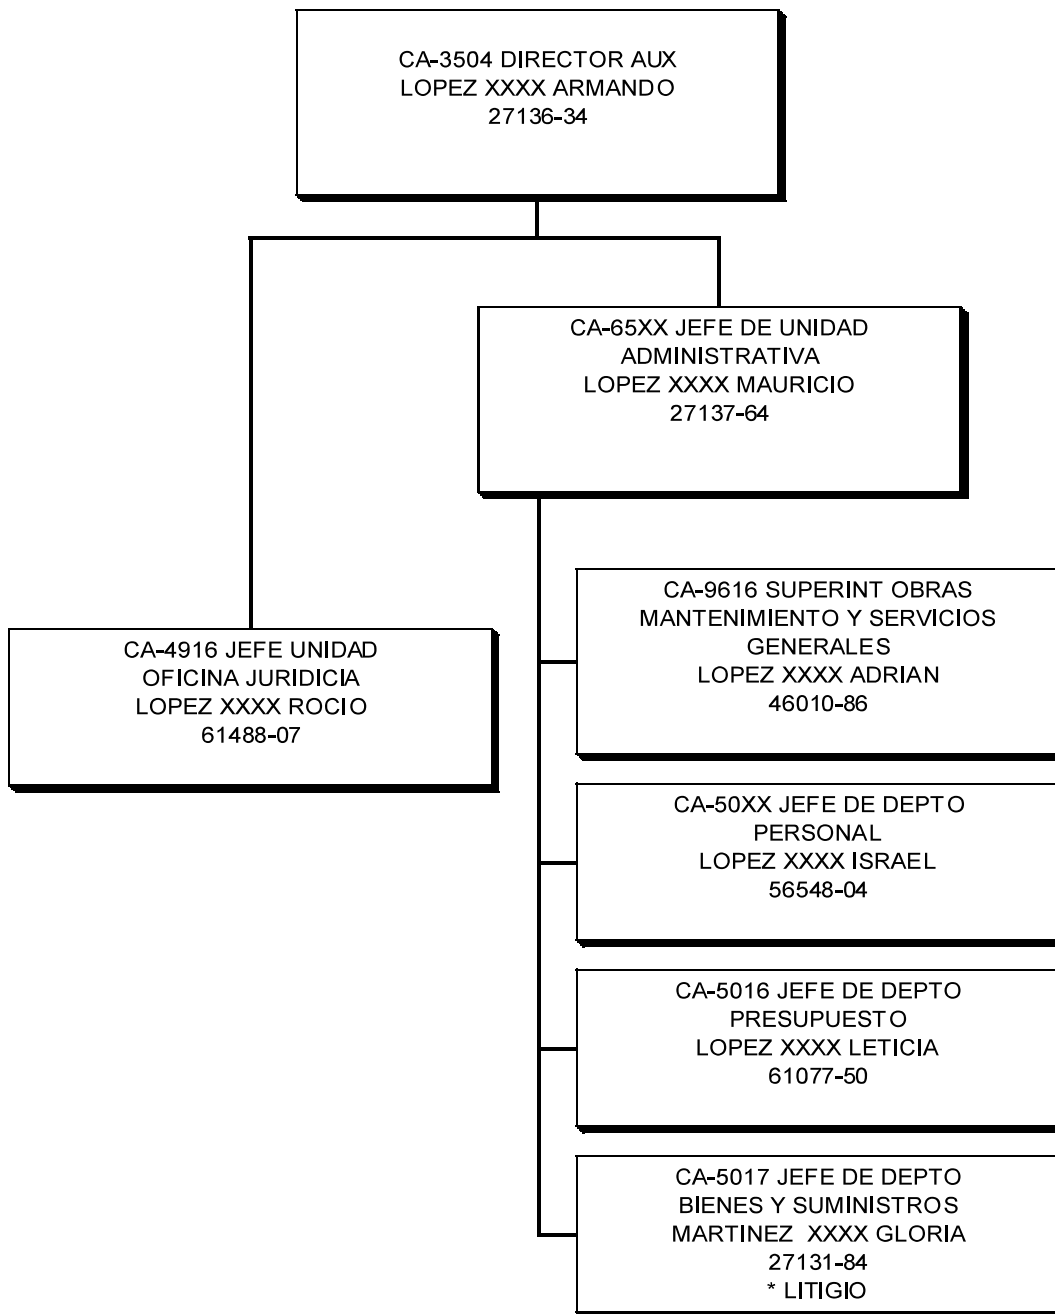 CA-3504 DIRECTOR AUX
LOPEZ XXXX ARMANDO
27136-34
CA-65XX JEFE DE UNIDAD
ADMINISTRATIVA
LOPEZ XXXX MAURICIO
27137-64
CA-4916 JEFE UNIDAD
OFICINA JURIDICIA
LOPEZ XXXX ROCIO
61488-07
CA-9616 SUPERINT OBRAS
MANTENIMIENTO Y SERVICIOS
GENERALES
LOPEZ XXXX ADRIAN
46010-86
CA-50XX JEFE DE DEPTO
PERSONAL
LOPEZ XXXX ISRAEL
56548-04
CA-5016 JEFE DE DEPTO
PRESUPUESTO
LOPEZ XXXX LETICIA
61077-50
CA-5017 JEFE DE DEPTO
BIENES Y SUMINISTROS
MARTINEZ XXXX GLORIA
27131-84
* LITIGIO